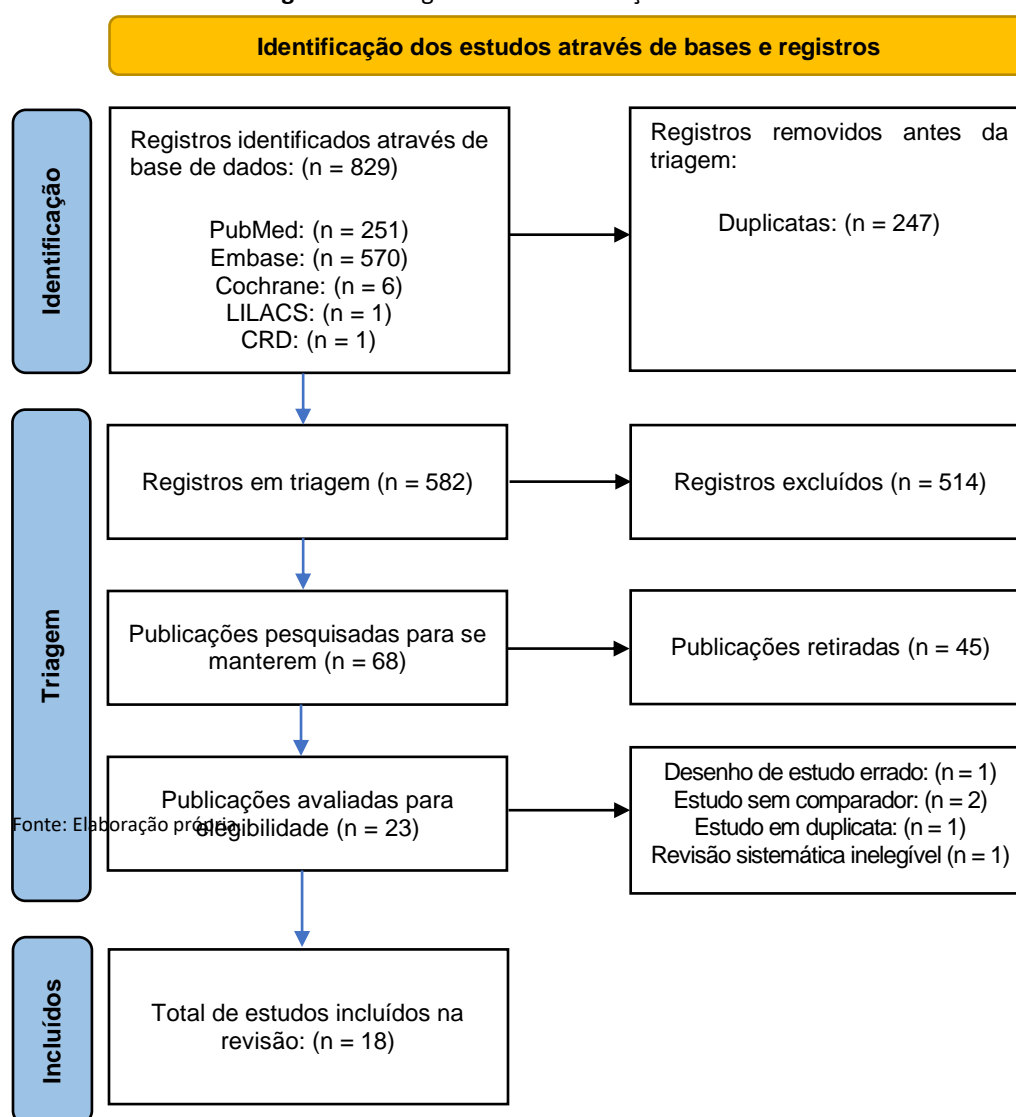 Identificação dos estudos através de bases e registros
Identificação
Registros identificados através de
base de dados: (n = 829)
PubMed: (n = 251)
Embase: (n = 570)
Cochrane: (n = 6)
LILACS: (n = 1)
CRD: (n = 1)
Registros removidos antes da
triagem:
Duplicatas: (n = 247)
Triagem
Registros em triagem (n = 582)
Registros excluídos (n = 514)
Publicações pesquisadas para se
manterem (n = 68)
Publicações retiradas (n = 45)
Publicações avaliadas para
elegibilidade (n = 23)
Desenho de estudo errado: (n = 1)
Estudo sem comparador: (n = 2)
Estudo em duplicata: (n = 1)
Revisão sistemática inelegível (n = 1)
Fonte: Elaboração própria.
Incluídos
Total de estudos incluídos na
revisão: (n = 18)